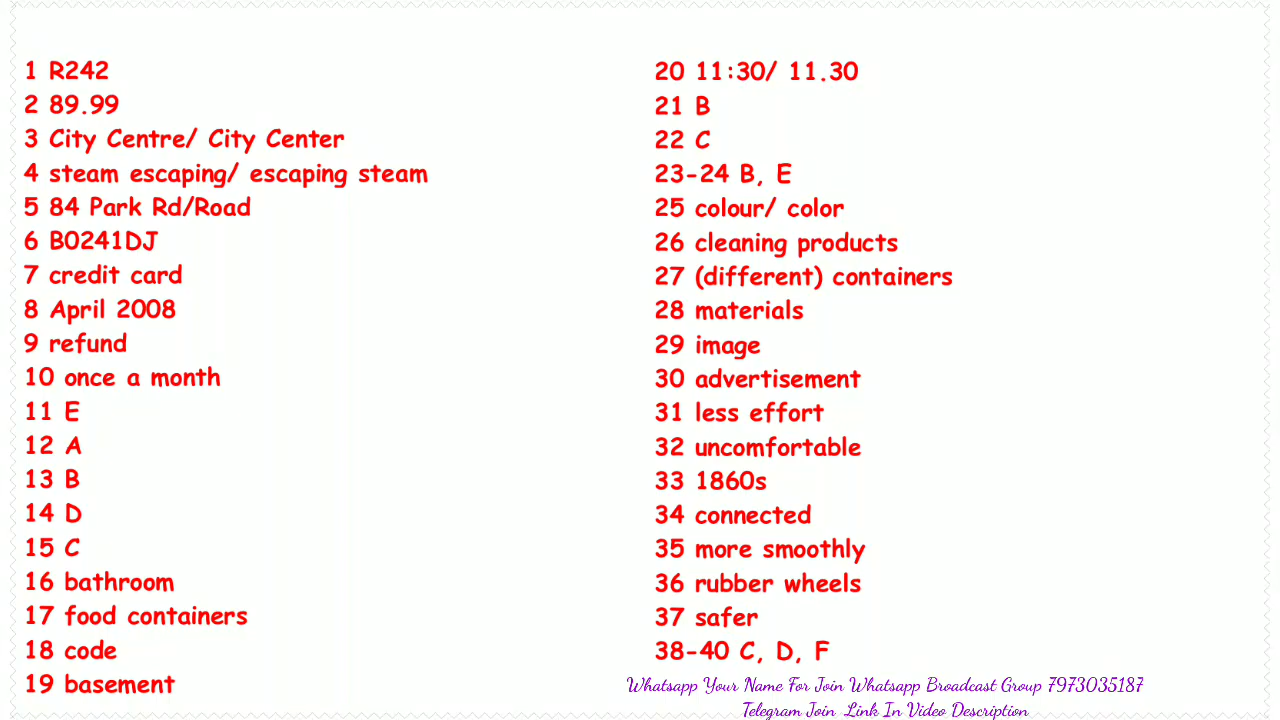 1 R242
2 89.99
3 City Centre/ City Center
4 steam escaping/ escaping steam
5 84 Park Rd/Road
6 BO241DJ
7 credit card
8 April 2008
9 refund
10 once a month
11 E
12 A
13 B
14 D
15 C
16 bathroom
17 food containers
18 code
19 basement
20 11:30/ 11.30
21 B
22 C
23-24 B, E
25 colour/ color
26 cleaning products
27 (different) containers
28 materials
29 image
30 advertisement
31 less effort
32 uncomfortable
33 1860s
34 connected
35 more smoothly
36 rubber wheels
37 safer
38-40 C, D, F
Whatsapp Your Name For Join Whatsapp Broadcast Group 7973035187
Telegram Join Link In Video Description